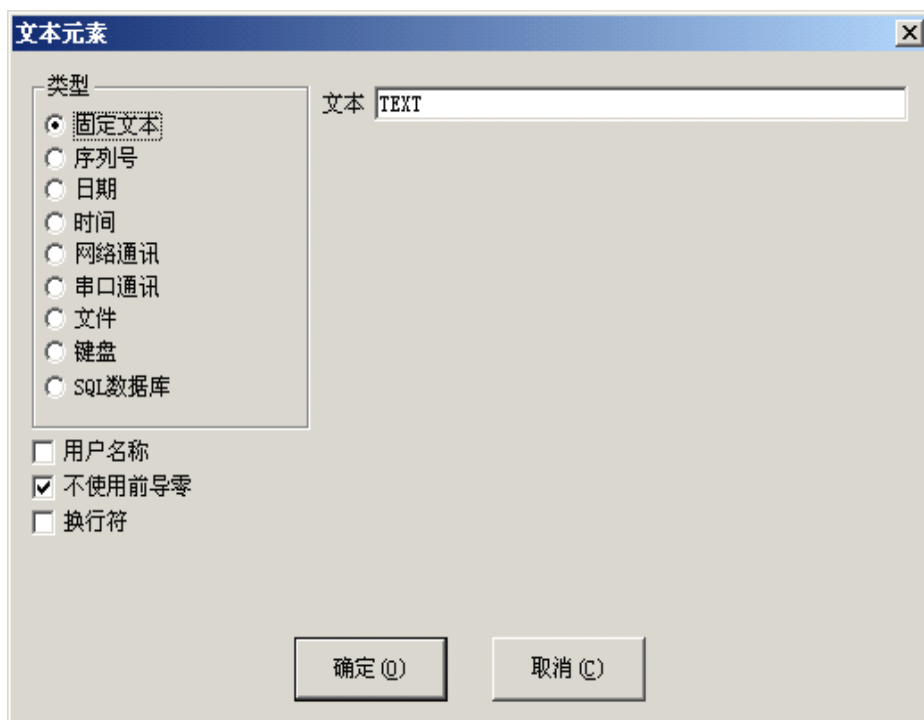 文本元素
类型
固定文本
序列号
日期
时间
网络通讯
串口通讯
文件
键盘
SQL数据库
文本 TEXT
用户名称
不使用前导零
换行符
确定(O) 取消(C)